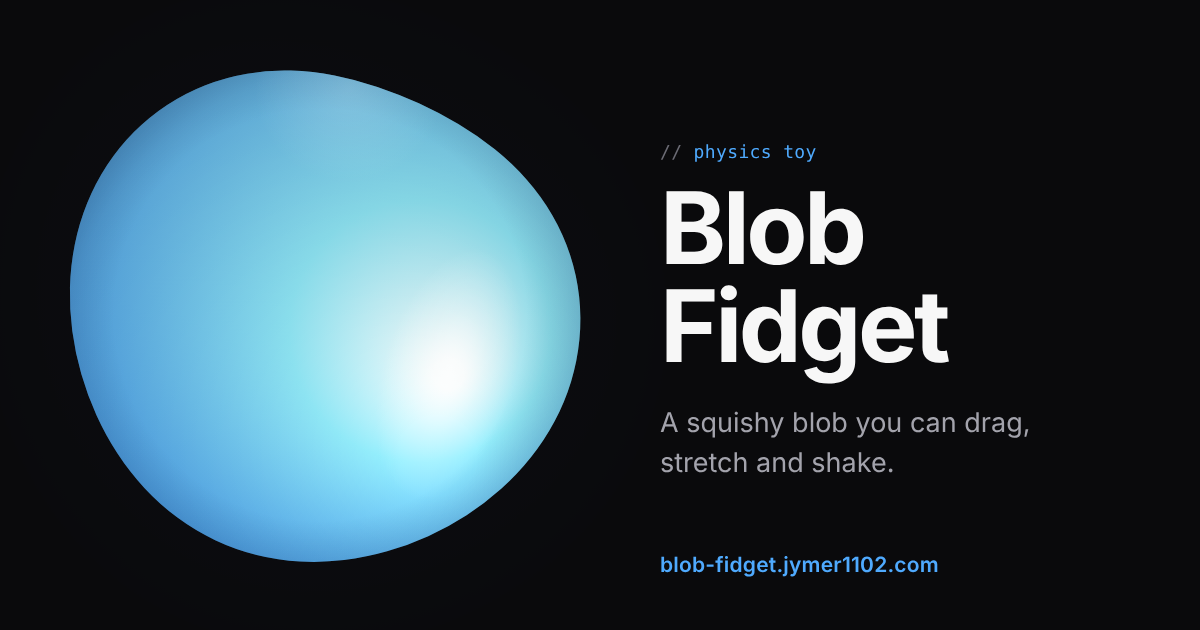 // physics toy
Blob
Fidget
A squishy blob you can drag,
stretch and shake.
blob-fidget.jymer1102.com